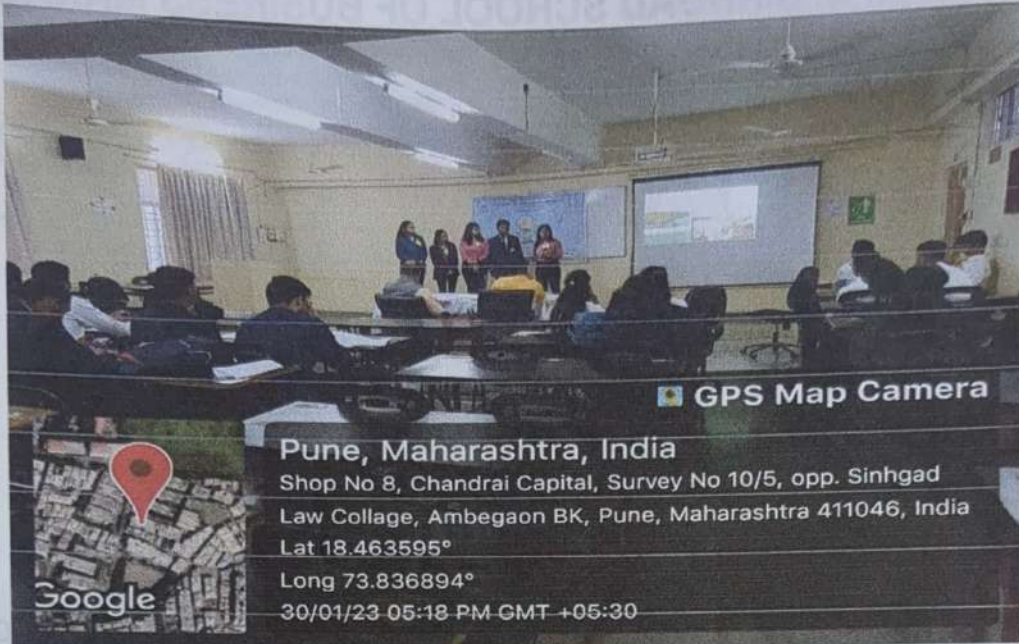 GPS Map Camera
Pune, Maharashtra, India
Shop No 8, Chandrai Capital, Survey No 10/5, opp. Sinhgad
Law Collage, Ambegaon BK, Pune, Maharashtra 411046, India
Lat 18.463595°
Long 73.836894°
30/01/23 05:18 PM GMT +05:30
Google